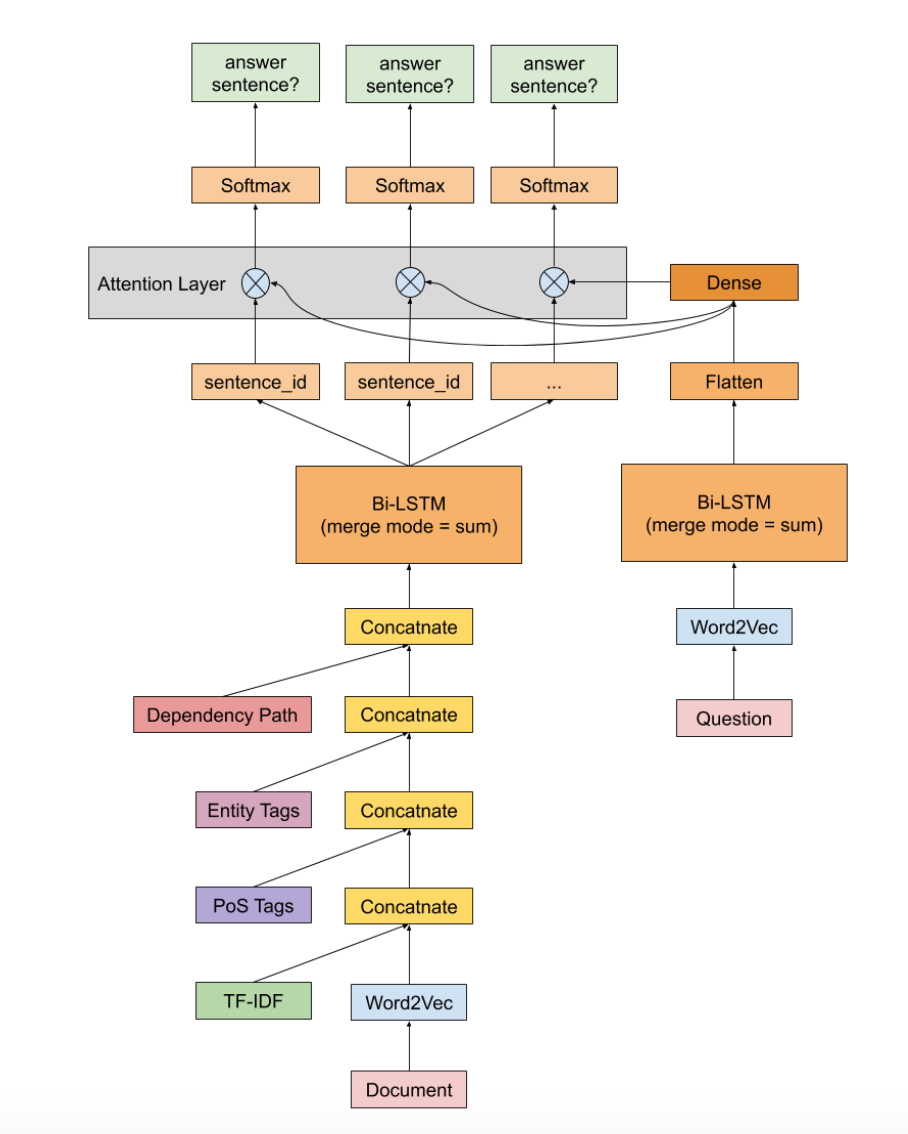 answer
sentence?
answer
sentence?
answer
sentence?
Softmax
Softmax
Softmax
Attention Layer
Dense
sentence_id
sentence_id
...
Flatten
Bi-LSTM
(merge mode = sum)
Bi-LSTM
(merge mode = sum)
Concatnate
Word2Vec
Dependency Path
Concatnate
Question
Entity Tags
Concatnate
PoS Tags
Concatnate
TF-IDF
Word2Vec
Document